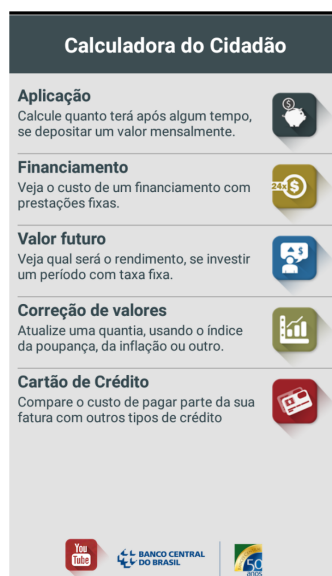 Calculadora do Cidadão
Aplicação
Calcule quanto terá após algum tempo,
se depositar um valor mensalmente.
Financiamento
Veja o custo de um financiamento com
prestações fixas.
24x$
Valor futuro
Veja qual será o rendimento, se investir
um período com taxa fixa.
Correção de valores
Atualize uma quantia, usando o índice
da poupança, da inflação ou outro.
Cartão de Crédito
Compare o custo de pagar parte da sua
fatura com outros tipos de crédito
You
Tube
BANCO CENTRAL
DO BRASIL
50
anos